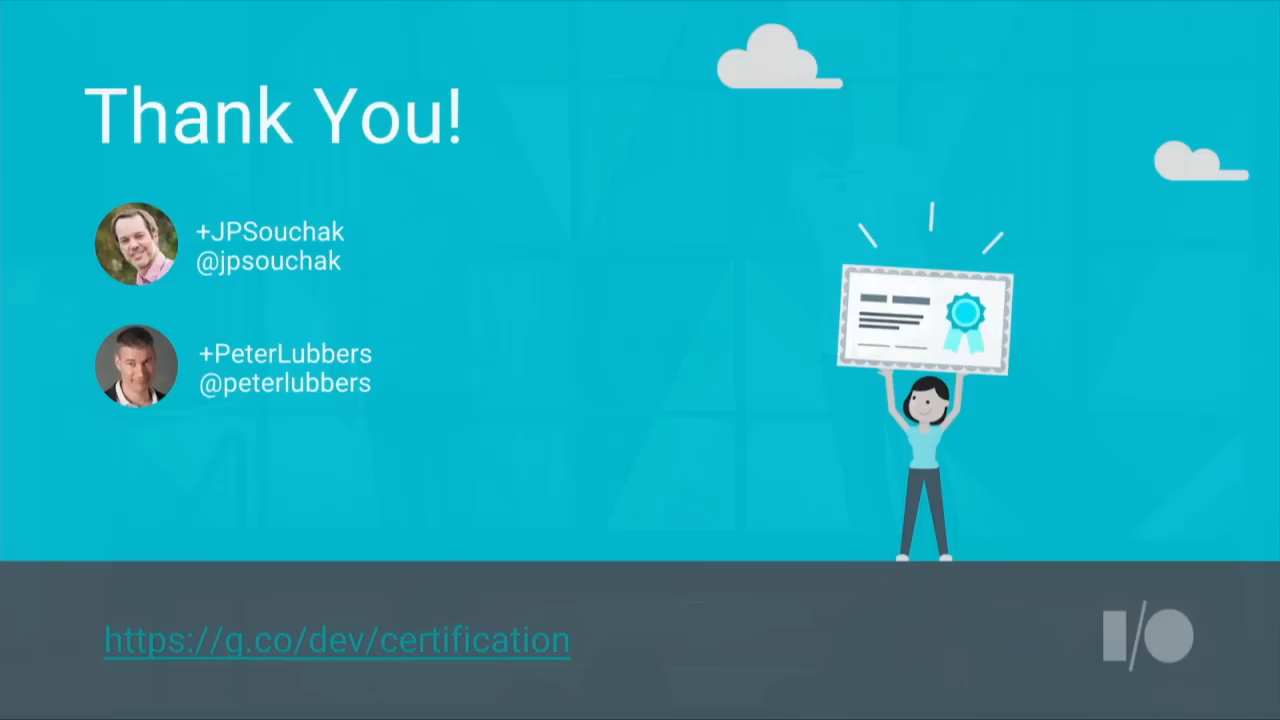 Thank You!
+JPSouchak
@jpsouchak
+PeterLubbers
@peterlubbers
https://g.co/dev/certification
I/O